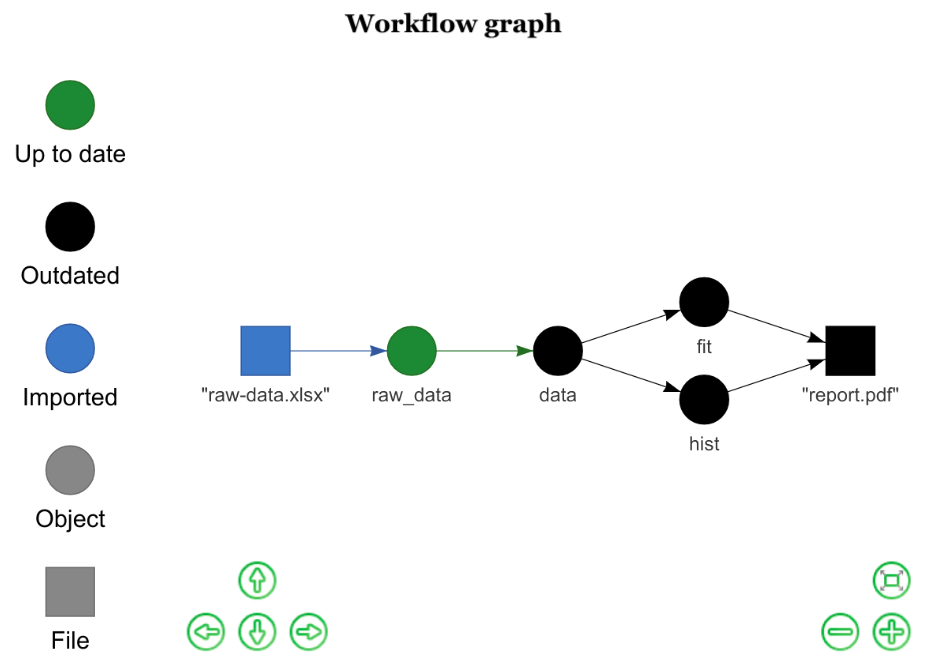 Workflow graph
Up to date
Outdated
Imported
Object
File
"raw-data.xlsx"
raw_data
data
fit
hist
"report.pdf"